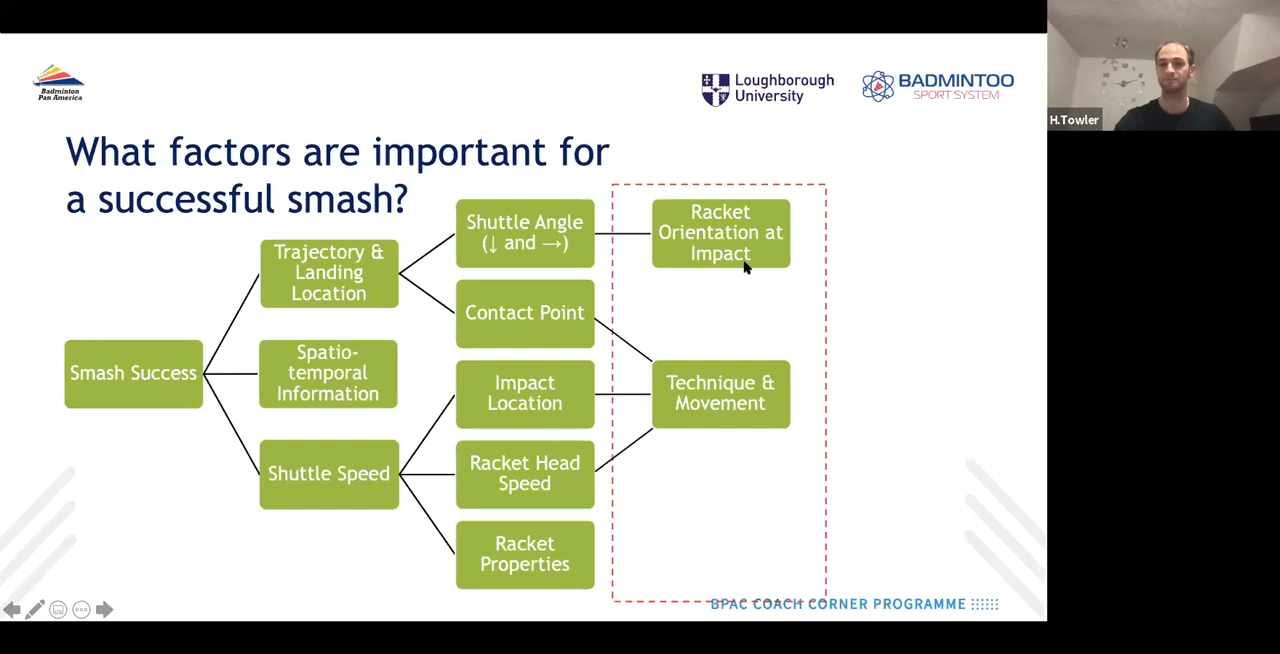 Badminton
Pan America
Loughborough
University
BADMINTOO
SPORT SYSTEM
H.Towler
What factors are important for
a successful smash?
Smash Success
Trajectory &
Landing
Location
Spatio-
temporal
Information
Shuttle Speed
Shuttle Angle
(↓ and →)
Contact Point
Impact
Location
Racket Head
Speed
Racket
Properties
Racket
Orientation at
Impact
Technique &
Movement
BPAC COACH CORNER PROGRAMME